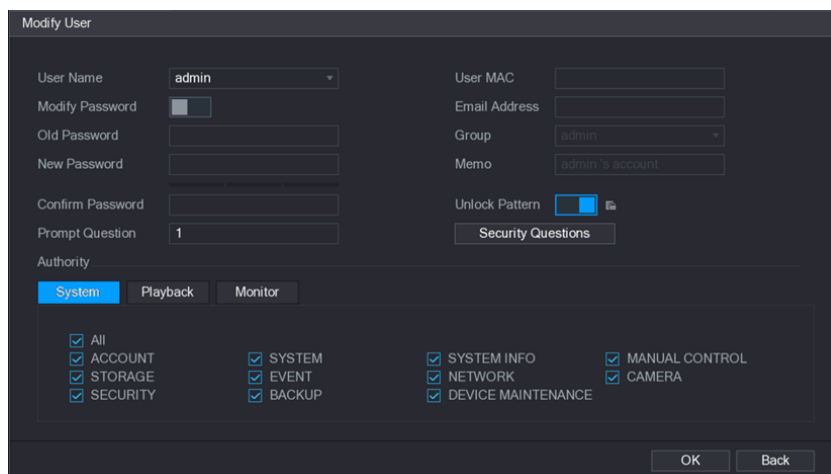 Modify User
User Name admin User MAC
Modify Password Email Address
Old Password Group admin
New Password Memo admin 's account
Confirm Password Unlock Pattern
Prompt Question 1 Security Questions
Authority
System Playback Monitor
All
ACCOUNT SYSTEM SYSTEM INFO MANUAL CONTROL
STORAGE EVENT NETWORK CAMERA
SECURITY BACKUP DEVICE MAINTENANCE
OK Back